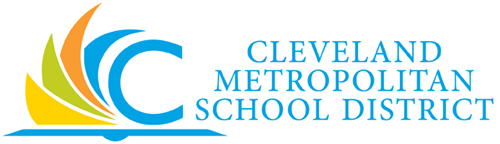 C
CLEVELAND
METROPOLITAN
SCHOOL DISTRICT